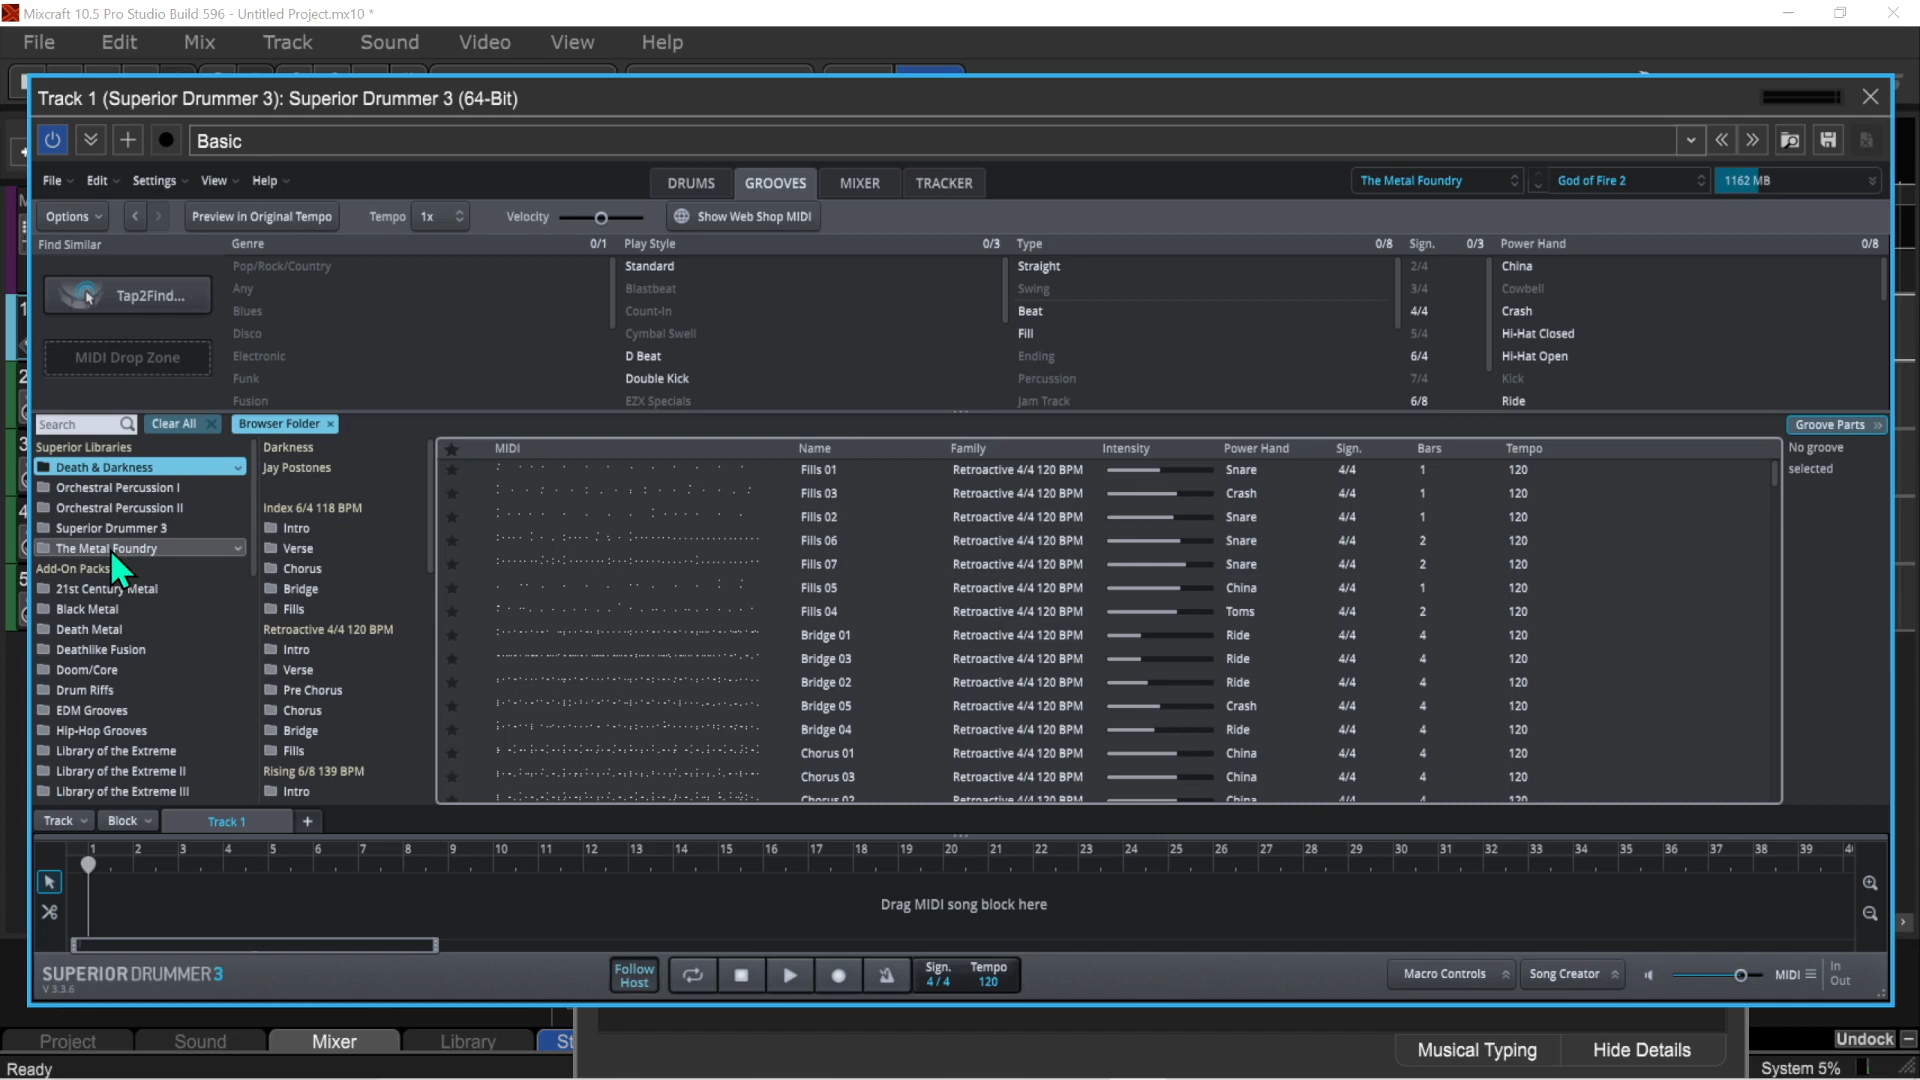 Mixcraft 10.5 Pro Studio Build 596 - Untitled Project.mx10 *
File Edit Mix Track Sound Video View Help
Track 1 (Superior Drummer 3): Superior Drummer 3 (64-Bit)
Basic
File Edit Settings View Help
DRUMS GROOVES MIXER TRACKER
The Metal Foundry God of Fire 2 1162 MB
Options Preview in Original Tempo Tempo 1x Velocity Show Web Shop MIDI
Find Similar Genre 0/1 Play Style 0/3 Type 0/8 Sign. 0/3 Power Hand 0/8
Pop/Rock/Country Standard Straight 2/4 China
Tap2Find... Any Blastbeat Swing 3/4 Cowbell
Blues Count-In Beat 4/4 Crash
Disco Cymbal Swell Fill 5/4 Hi-Hat Closed
MIDI Drop Zone Electronic D Beat Ending 6/4 Hi-Hat Open
Funk Double Kick Percussion 7/4 Kick
Fusion EZX Specials Jam Track 6/8 Ride
Search Clear All Browser Folder Groove Parts
No groove
selected
Superior Libraries
Death & Darkness
Orchestral Percussion I
Orchestral Percussion II
Superior Drummer 3
The Metal Foundry
Add-On Packs
21st Century Metal
Black Metal
Death Metal
Deathlike Fusion
Doom/Core
Drum Riffs
EDM Grooves
Hip-Hop Grooves
Library of the Extreme
Library of the Extreme II
Library of the Extreme III
Darkness
Jay Postones
Index 6/4 118 BPM
Intro
Verse
Chorus
Bridge
Fills
Retroactive 4/4 120 BPM
Intro
Verse
Pre Chorus
Chorus
Bridge
Fills
Rising 6/8 139 BPM
Intro
MIDI Name Family Intensity Power Hand Sign. Bars Tempo
Fills 01 Retroactive 4/4 120 BPM Snare 4/4 1 120
Fills 03 Retroactive 4/4 120 BPM Crash 4/4 1 120
Fills 02 Retroactive 4/4 120 BPM Snare 4/4 1 120
Fills 06 Retroactive 4/4 120 BPM Snare 4/4 2 120
Fills 07 Retroactive 4/4 120 BPM Snare 4/4 2 120
Fills 05 Retroactive 4/4 120 BPM China 4/4 1 120
Fills 04 Retroactive 4/4 120 BPM Toms 4/4 2 120
Bridge 01 Retroactive 4/4 120 BPM Ride 4/4 4 120
Bridge 03 Retroactive 4/4 120 BPM Ride 4/4 4 120
Bridge 02 Retroactive 4/4 120 BPM Ride 4/4 4 120
Bridge 05 Retroactive 4/4 120 BPM Crash 4/4 4 120
Bridge 04 Retroactive 4/4 120 BPM Ride 4/4 4 120
Chorus 01 Retroactive 4/4 120 BPM China 4/4 4 120
Chorus 03 Retroactive 4/4 120 BPM China 4/4 4 120
Chorus 02 Retroactive 4/4 120 BPM China 4/4 4 120
Track Block Track 1 +
1 2 3 4 5 6 7 8 9 10 11 12 13 14 15 16 17 18 19 20 21 22 23 24 25 26 27 28 29 30 31 32 33 34 35 36 37 38 39
Drag MIDI song block here
SUPERIOR DRUMMER 3
V 3.3.6
Follow Host
Sign. 4/4 Tempo 120
Macro Controls Song Creator MIDI In Out
Project Sound Mixer Library St
Musical Typing Hide Details Undock
Ready System 5%